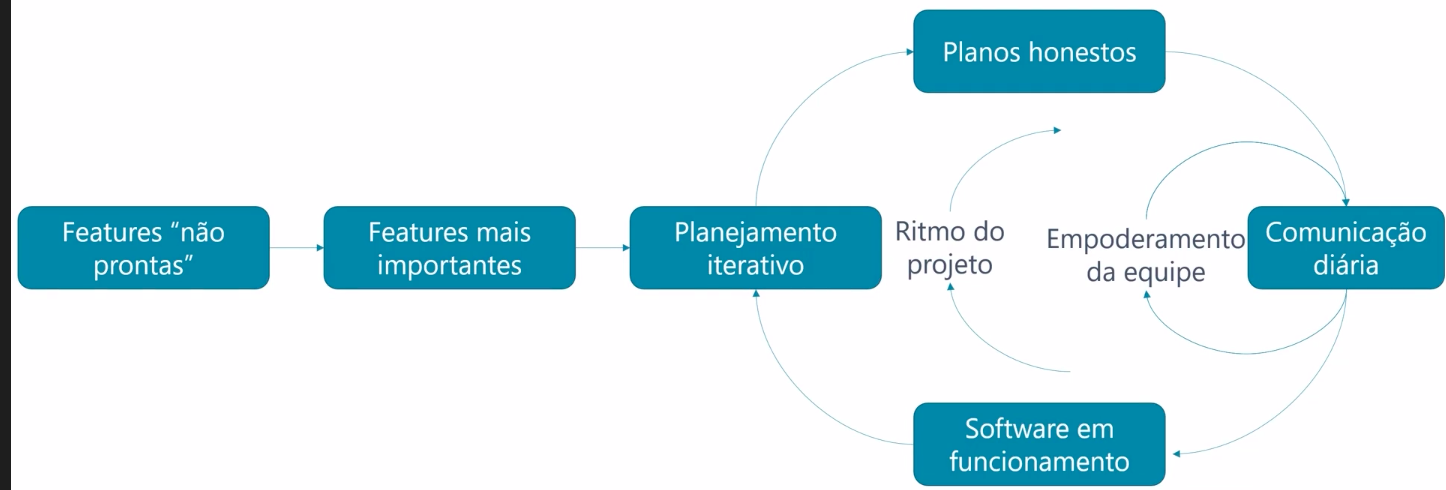 Planos honestos
Features “não
prontas”
Features mais
importantes
Planejamento
iterativo
Ritmo do
projeto
Empoderamento
da equipe
Comunicação
diária
Software em
funcionamento